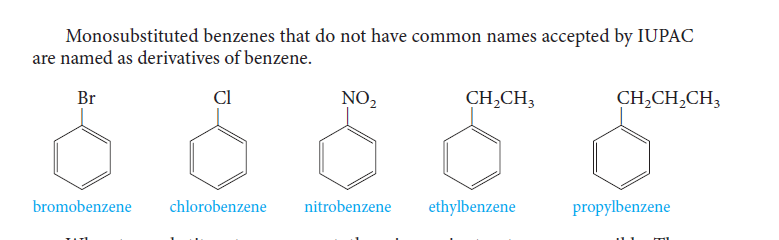 Monosubstituted benzenes that do not have common names accepted by IUPAC
are named as derivatives of benzene.
Br Cl NO₂ CH₂CH₃ CH₂CH₂CH₃
bromobenzene chlorobenzene nitrobenzene ethylbenzene propylbenzene